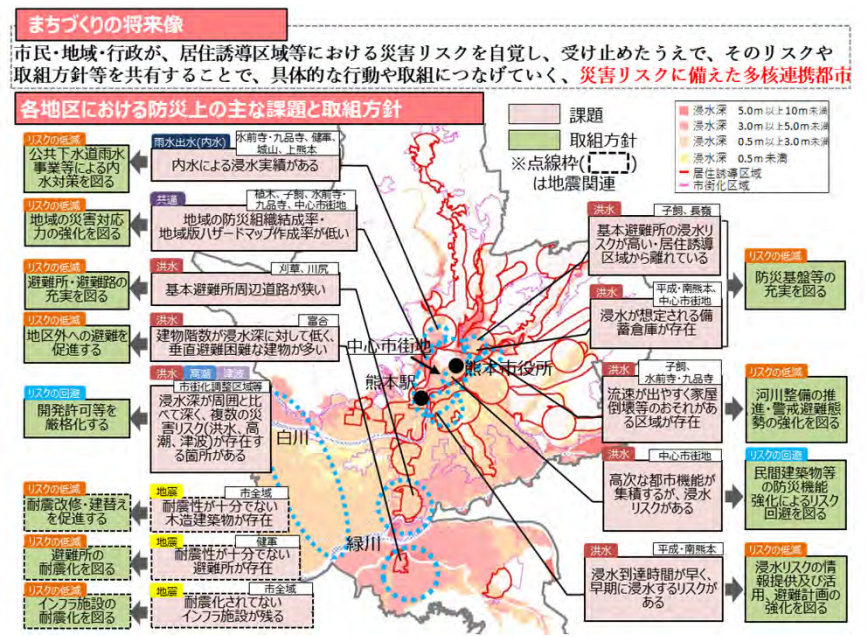 まちづくりの将来像
市民・地域・行政が、居住誘導区域等における災害リスクを自覚し、受け止めたうえで、そのリスクや
取組方針等を共有することで、具体的な行動や取組につなげていく、災害リスクに備えた多核連携都市
各地区における防災上の主な課題と取組方針
課題
取組方針
※点線枠( )
は地震関連
浸水深 5.0m以上10m未満
浸水深 3.0m以上5.0m未満
浸水深 0.5m以上3.0m未満
浸水深 0.5m未満
居住誘導区域
市街化区域
リスクの低減
公共下水道雨水
事業等による内
水対策を図る
雨水出水(内水)
水前寺・九品寺、健軍、
城山、上熊本
内水による浸水実績がある
リスクの低減
地域の災害対応
力の強化を図る
共通
植木、子飼、水前寺・
九品寺、中心市街地
地域の防災組織結成率・
地域版ハザードマップ作成率が低い
リスクの低減
避難所・避難路の
充実を図る
洪水
刈草、川尻
基本避難所周辺道路が狭い
リスクの低減
地区外への避難を
促進する
洪水
富合
建物階数が浸水深に対して低く、
垂直避難困難な建物が多い
リスクの回避
開発許可等を
厳格化する
洪水
高潮
津波
市街化調整区域等
浸水深が周囲と比
べて深く、複数の災
害リスク(洪水、高
潮、津波)が存在す
る箇所がある
リスクの低減
耐震改修・建替え
を促進する
地震
市全域
耐震性が十分でない
木造建築物が存在
リスクの低減
避難所の
耐震化を図る
地震
健軍
耐震性が十分でない
避難所が存在
リスクの低減
インフラ施設の
耐震化を図る
地震
市全域
耐震化されてない
インフラ施設が残る
中心市街地
熊本市役所
熊本駅
白川
緑川
洪水
子飼、長嶺
基本避難所の浸水リ
スクが高い・居住誘導
区域から離れている
洪水
平成・南熊本、
中心市街地
浸水が想定される備
蓄倉庫が存在
リスクの低減
防災基盤等の
充実を図る
洪水
子飼、
水前寺・九品寺
流速が出やすく家屋
倒壊等のおそれがあ
る区域が存在
リスクの低減
河川整備の推
進・警戒避難態
勢の強化を図る
洪水
中心市街地
高次な都市機能が
集積するが、浸水
リスクがある
リスクの回避
民間建築物等
の防災機能
強化によるリスク
回避を図る
洪水
平成・南熊本
浸水到達時間が早く、
早期に浸水するリスクが
ある
リスクの低減
浸水リスクの情
報提供及び活
用、避難計画の
強化を図る